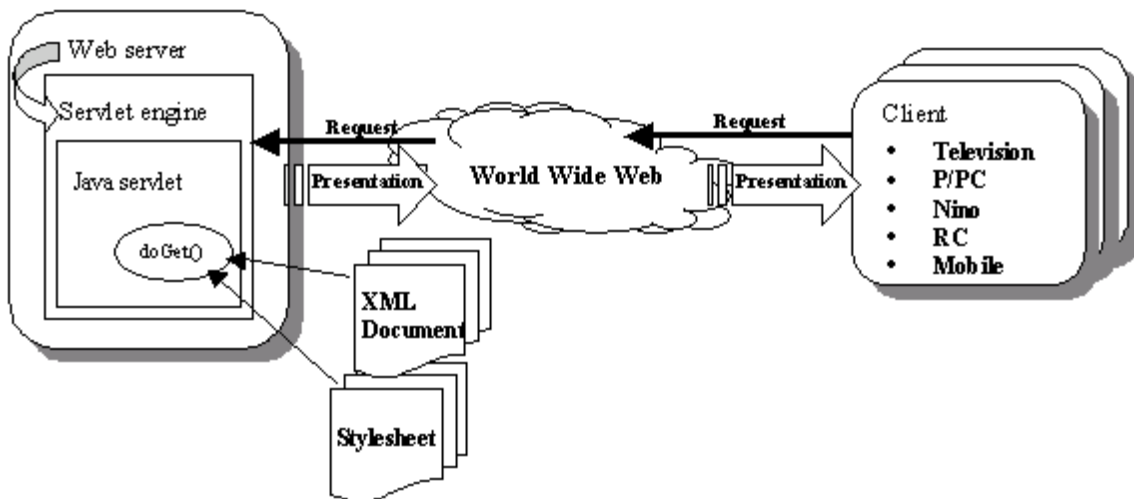 Web server
Servlet engine
Java servlet
doGet()
Request
Presentation
World Wide Web
Request
Presentation
Client
• Television
• P/PC
• Nino
• RC
• Mobile
XML
Document
Stylesheet